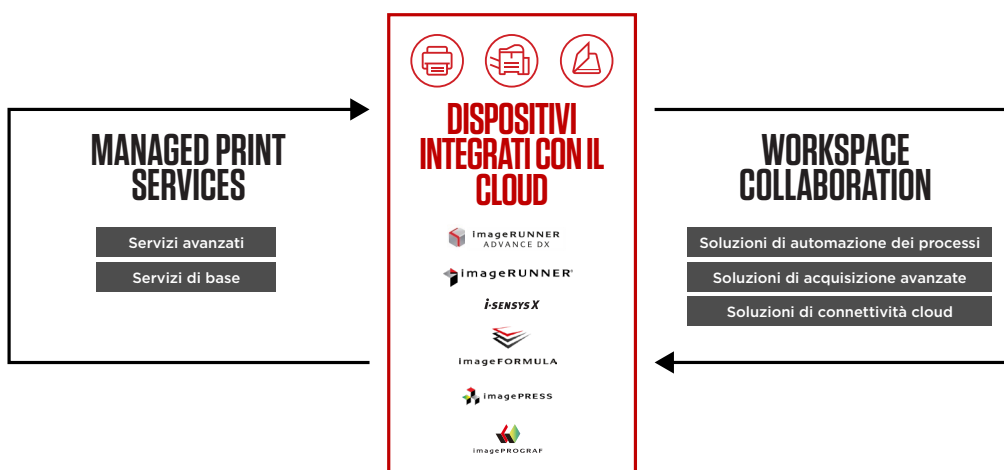 MANAGED PRINT
SERVICES
Servizi avanzati
Servizi di base
DISPOSITIVI
INTEGRATI CON IL
CLOUD
imageRUNNER
ADVANCE DX
imageRUNNER®
i-SENSYS X
imageFORMULA
imagePRESS
imagePROGRAF
WORKSPACE
COLLABORATION
Soluzioni di automazione dei processi
Soluzioni di acquisizione avanzate
Soluzioni di connettività cloud